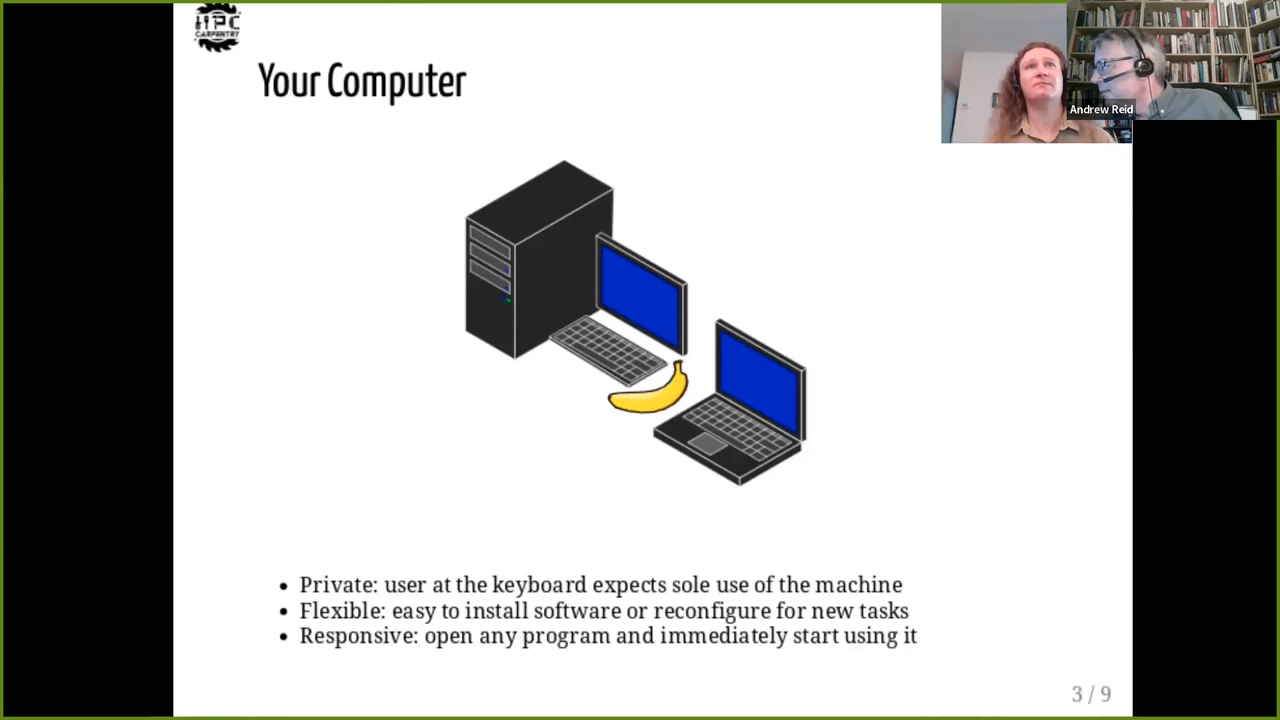 HPC
CARPENTRY
Your Computer
Andrew Reid
• Private: user at the keyboard expects sole use of the machine
• Flexible: easy to install software or reconfigure for new tasks
• Responsive: open any program and immediately start using it
3 / 9